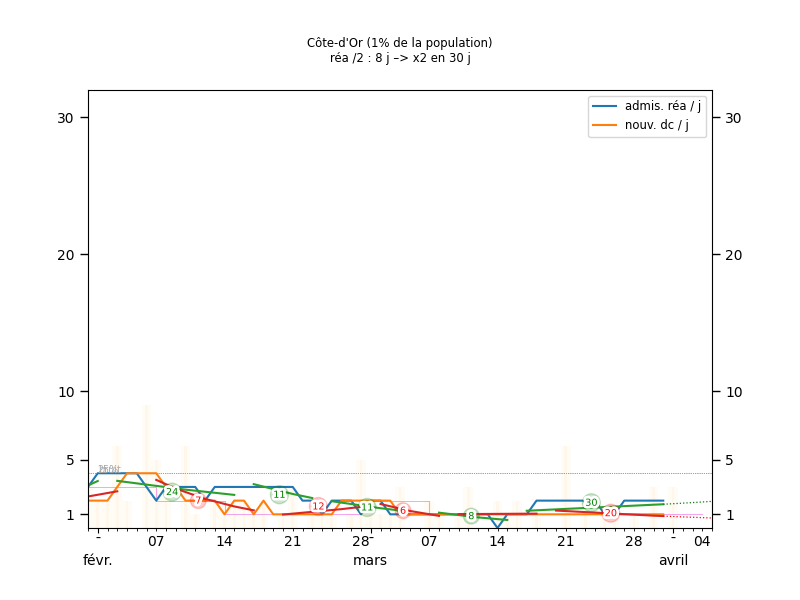 Côte-d'Or (1% de la population)
réa /2 : 8 j –> x2 en 30 j
admis. réa / j
nouv. dc / j
30 30
20 20
10 10
5 5
1 1
24 7 11 12 11 6 8 30 20
07 14 21 28 07 14 21 28 04
févr. mars avril